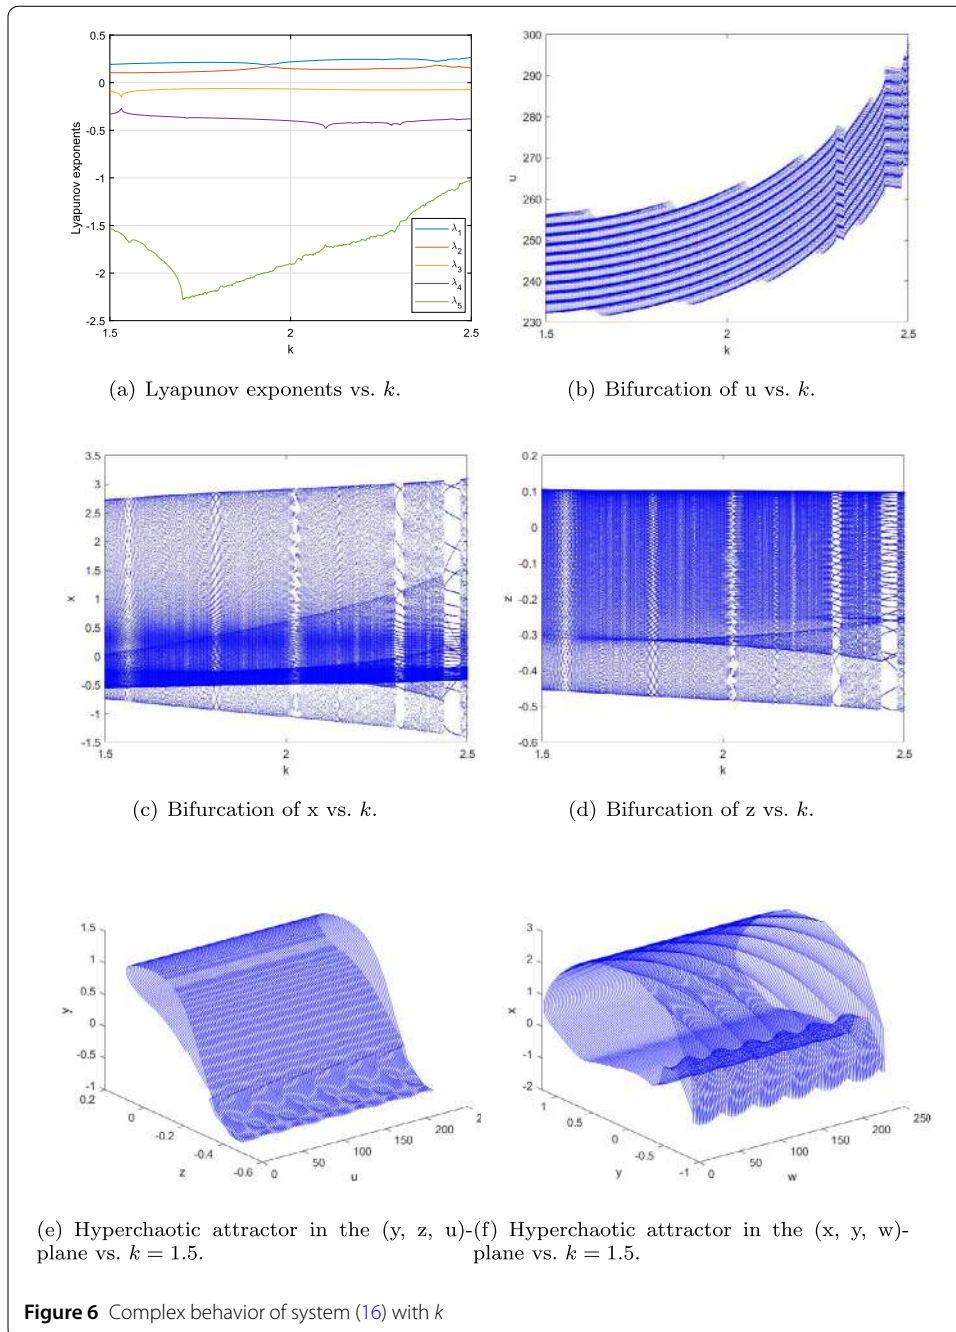 0.5
0
-0.5
-1
-1.5
-2
-2.5
Lyapunov exponents
λ1
λ2
λ3
λ4
λ5
1.5 2 2.5
k
(a) Lyapunov exponents vs. k.
300
290
280
270
260
250
240
230
u
1.5 2 2.5
k
(b) Bifurcation of u vs. k.
3.5
3
2.5
2
1.5
1
0.5
0
-0.5
-1
-1.5
x
1.5 2 2.5
k
(c) Bifurcation of x vs. k.
0.2
0.1
0
-0.1
-0.2
-0.3
-0.4
-0.5
-0.6
z
1.5 2 2.5
k
(d) Bifurcation of z vs. k.
1.5
1
0.5
0
-0.5
-1
y
0.2
0
-0.2
-0.4
-0.6
z
0
50
100
150
200
u
(e) Hyperchaotic attractor in the (y, z, u)-
plane vs. k = 1.5.
3
2
1
0
-1
-2
x
1
0.5
0
-0.5
-1
y
0
50
100
150
200
250
w
(f) Hyperchaotic attractor in the (x, y, w)-
plane vs. k = 1.5.
Figure 6 Complex behavior of system (16) with k